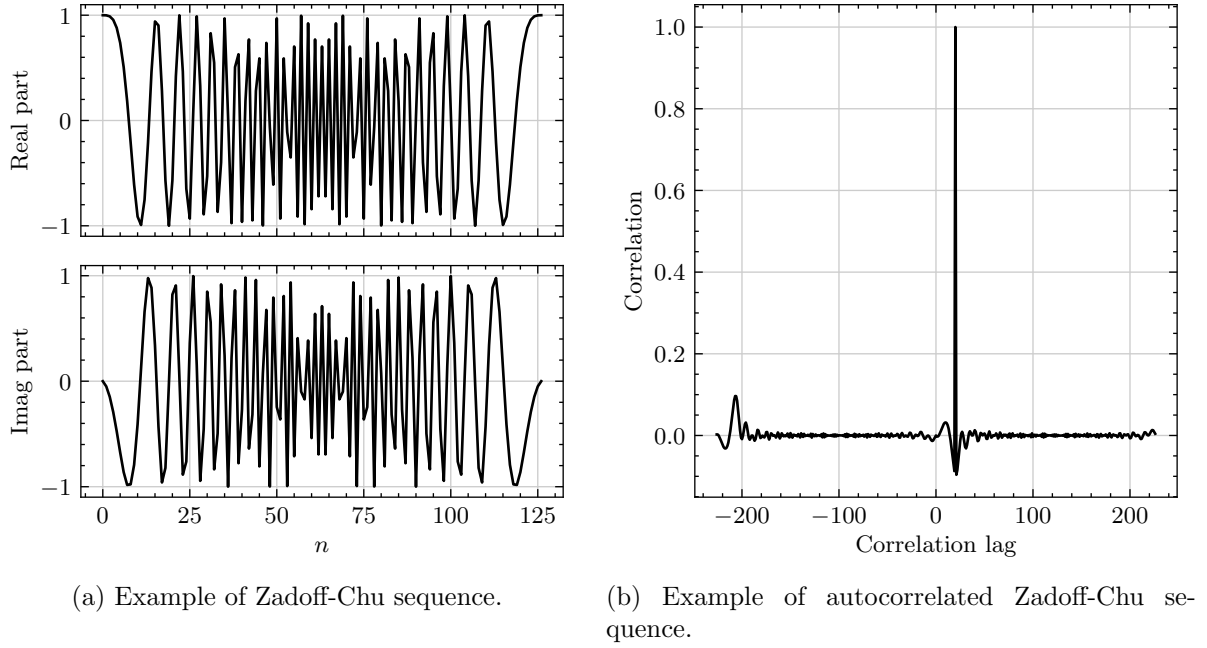 1
0
−1
Real part
1
0
−1
Imag part
0 25 50 75 100 125
n
(a) Example of Zadoff-Chu sequence.
1.0
0.8
0.6
0.4
0.2
0.0
Correlation
−200 −100 0 100 200
Correlation lag
(b) Example of autocorrelated Zadoff-Chu se-
quence.